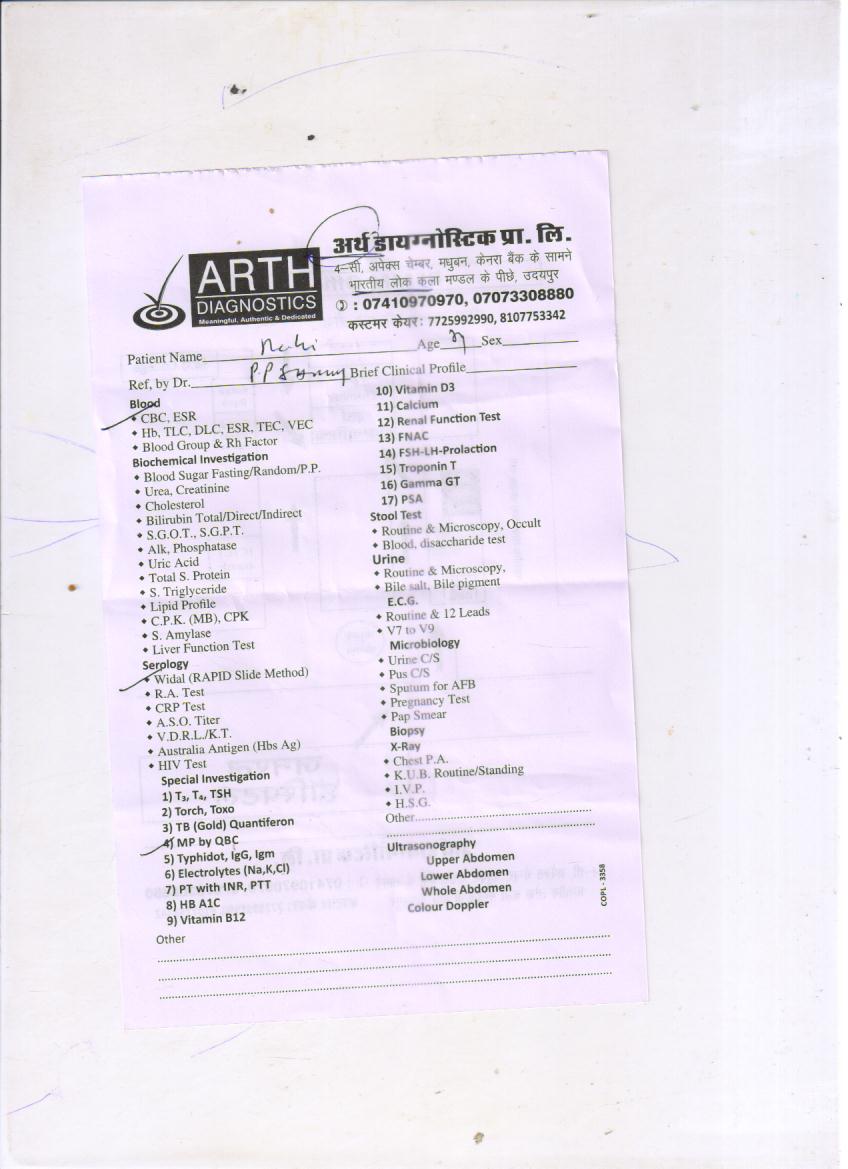 अर्थ डायग्नोस्टिक प्रा. लि.
ARTH
DIAGNOSTICS
Meaningful, Authentic & Dedicated
4–सी, अपेक्स चेम्बर, मधुबन, केनरा बैंक के सामने
भारतीय लोक कला मण्डल के पीछे, उदयपुर
: 07410970970, 07073308880
कस्टमर केयर: 7725992990, 8107753342
Patient Name Age Sex
Ref, by Dr. P.P Brief Clinical Profile
Blood
CBC, ESR
Hb, TLC, DLC, ESR, TEC, VEC
Blood Group & Rh Factor
Biochemical Investigation
Blood Sugar Fasting/Random/P.P.
Urea, Creatinine
Cholesterol
Bilirubin Total/Direct/Indirect
S.G.O.T., S.G.P.T.
Alk, Phosphatase
Uric Acid
Total S. Protein
S. Triglyceride
Lipid Profile
C.P.K. (MB), CPK
S. Amylase
Liver Function Test
Serology
Widal (RAPID Slide Method)
R.A. Test
CRP Test
A.S.O. Titer
V.D.R.L./K.T.
Australia Antigen (Hbs Ag)
HIV Test
Special Investigation
1) T3, T4, TSH
2) Torch, Toxo
3) TB (Gold) Quantiferon
4) MP by QBC
5) Typhidot, IgG, Igm
6) Electrolytes (Na,K,Cl)
7) PT with INR, PTT
8) HB A1C
9) Vitamin B12
10) Vitamin D3
11) Calcium
12) Renal Function Test
13) FNAC
14) FSH-LH-Prolaction
15) Troponin T
16) Gamma GT
17) PSA
Stool Test
Routine & Microscopy, Occult
Blood, disaccharide test
Urine
Routine & Microscopy,
Bile salt, Bile pigment
E.C.G.
Routine & 12 Leads
V7 to V9
Microbiology
Urine C/S
Pus C/S
Sputum for AFB
Pregnancy Test
Pap Smear
Biopsy
X-Ray
Chest P.A.
K.U.B. Routine/Standing
I.V.P.
H.S.G.
Other
Ultrasonography
Upper Abdomen
Lower Abdomen
Whole Abdomen
Colour Doppler
COPL - 3358
Other